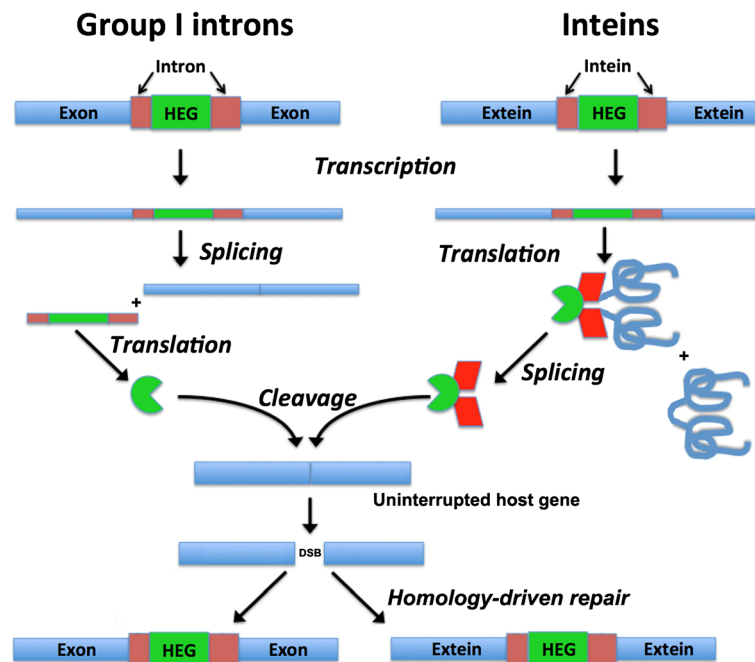 Group I introns
Inteins
Intron
Intein
Exon
HEG
Exon
Extein
HEG
Extein
Transcription
Splicing
Translation
+
Translation
+
Splicing
Cleavage
Uninterrupted host gene
DSB
Homology-driven repair
Exon
HEG
Exon
Extein
HEG
Extein